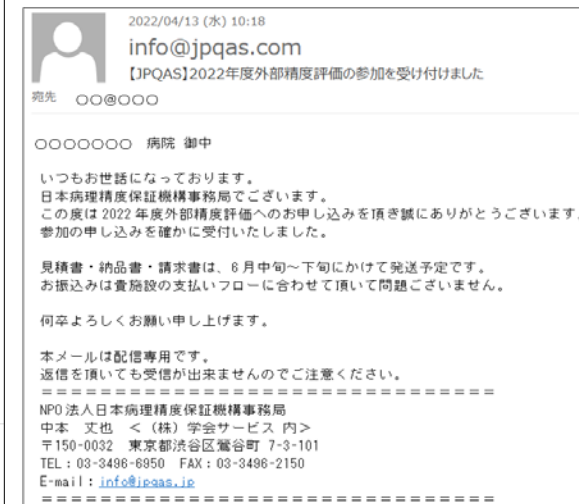 2022/04/13 (水) 10:18
info@jpqas.com
【JPQAS】2022年度外部精度評価の参加を受け付けました
宛先 〇〇@〇〇〇
〇〇〇〇〇〇〇 病院 御中
いつもお世話になっております。
日本病理精度保証機構事務局でございます。
この度は 2022 年度外部精度評価へのお申し込みを頂き誠にありがとうございます。
参加の申し込みを確かに受付いたしました。
見積書・納品書・請求書は、6月中旬～下旬にかけて発送予定です。
お振込みは貴施設の支払いフローに合わせて頂いて問題ございません。
何卒よろしくお願い申し上げます。
本メールは配信専用です。
返信を頂いても受信が出来ませんのでご注意ください。
＝＝＝＝＝＝＝＝＝＝＝＝＝＝＝＝＝＝＝＝＝＝＝＝＝＝＝＝＝＝
NPO法人日本病理精度保証機構事務局
中本 丈也 ＜（株）学会サービス 内＞
〒150-0032 東京都渋谷区鶯谷町 7-3-101
TEL：03-3496-6950 FAX：03-3496-2150
E-mail：info@jpqas.jp
＝＝＝＝＝＝＝＝＝＝＝＝＝＝＝＝＝＝＝＝＝＝＝＝＝＝＝＝＝＝